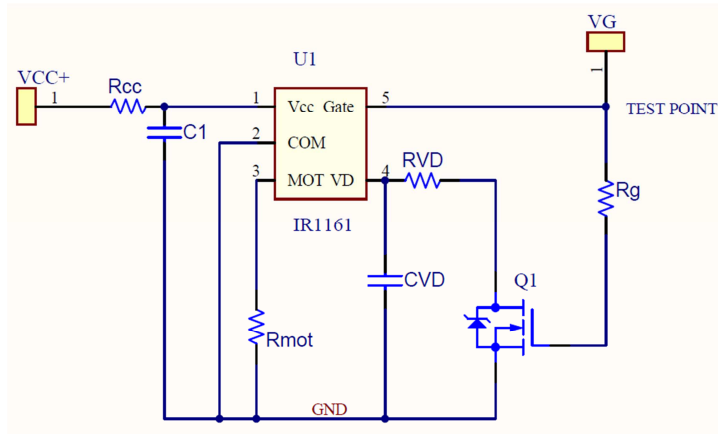 VG
1
U1
VCC+
1
Rcc
1
Vcc Gate
5
TEST POINT
C1
2
COM
3
MOT VD
4
RVD
Rg
IR1161
CVD
Q1
Rmot
GND